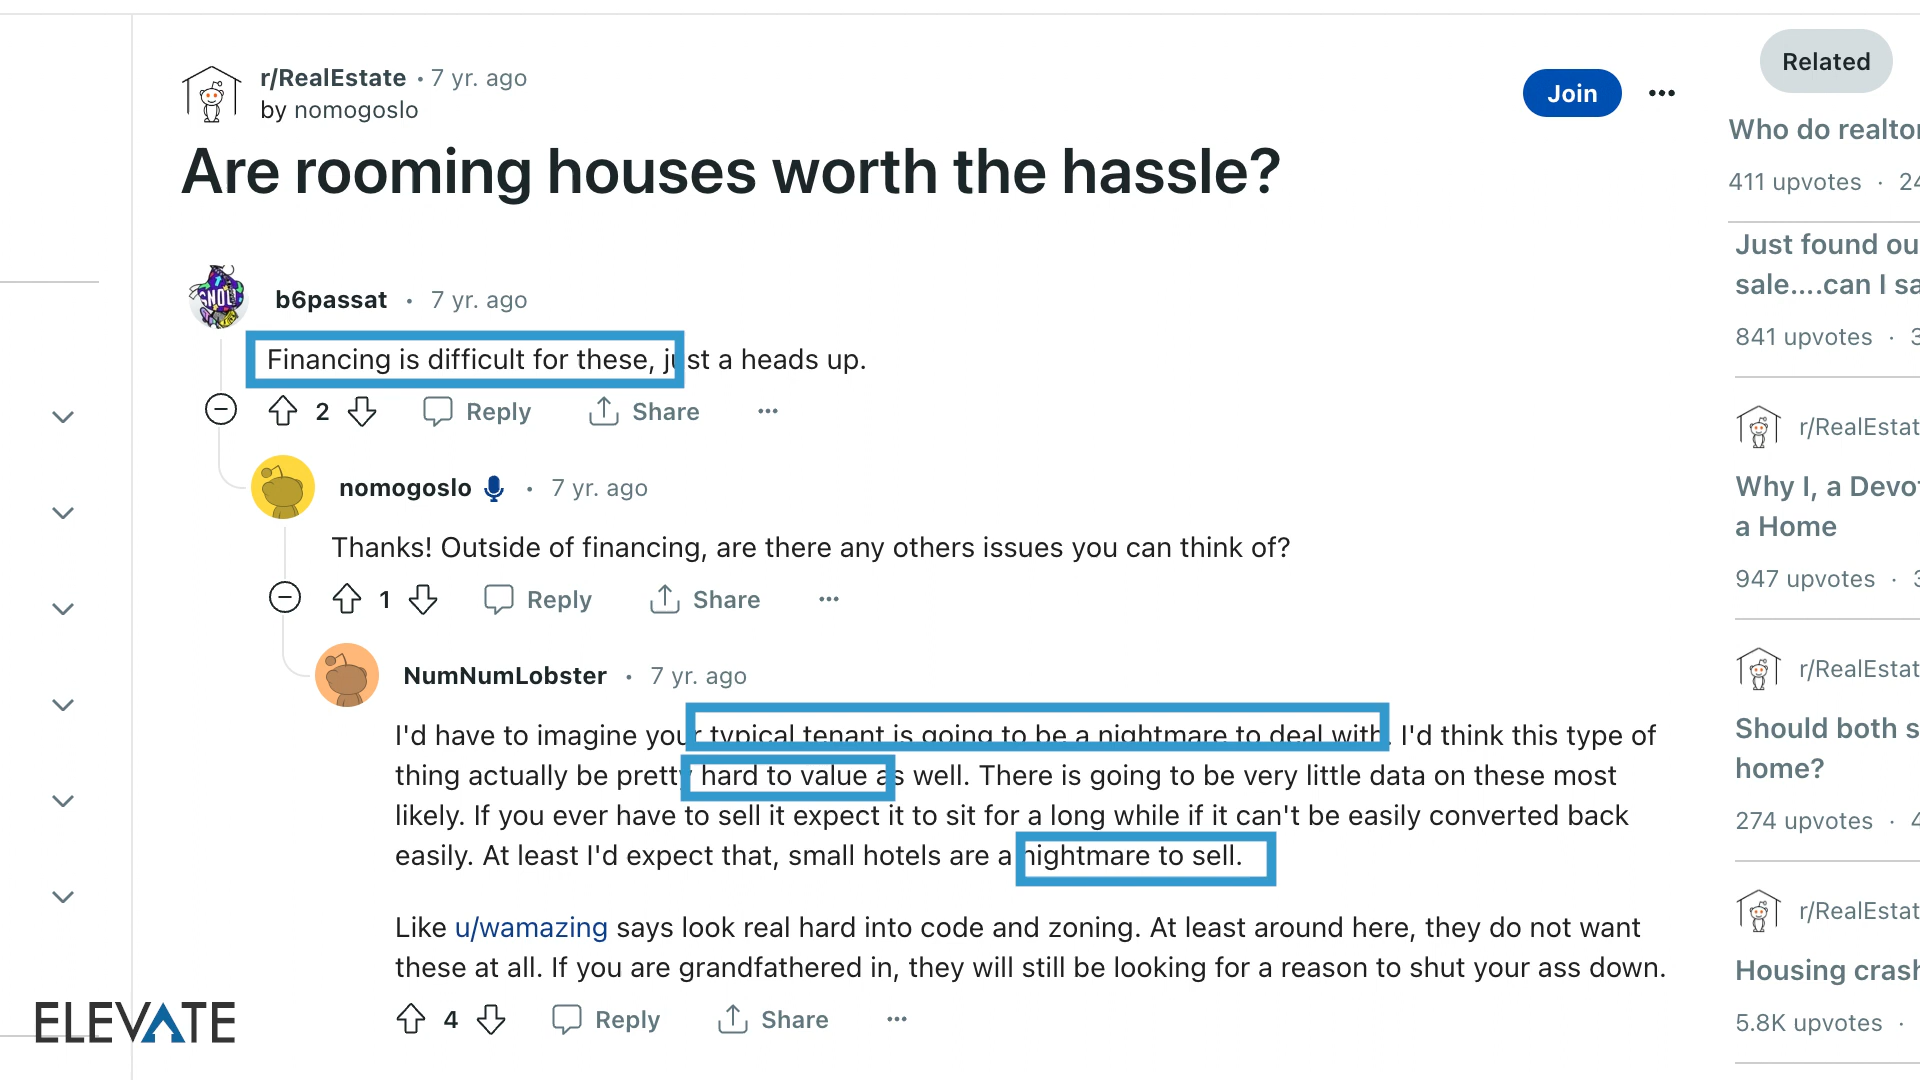 r/RealEstate • 7 yr. ago
by nomogoslo
Join
Are rooming houses worth the hassle?
b6passat • 7 yr. ago
Financing is difficult for these, just a heads up.
2 Reply Share
nomogoslo • 7 yr. ago
Thanks! Outside of financing, are there any others issues you can think of?
1 Reply Share
NumNumLobster • 7 yr. ago
I'd have to imagine your typical tenant is going to be a nightmare to deal with. I'd think this type of
thing actually be pretty hard to value as well. There is going to be very little data on these most
likely. If you ever have to sell it expect it to sit for a long while if it can't be easily converted back
easily. At least I'd expect that, small hotels are a nightmare to sell.
Like u/wamazing says look real hard into code and zoning. At least around here, they do not want
these at all. If you are grandfathered in, they will still be looking for a reason to shut your ass down.
4 Reply Share
Related
Who do realtor
411 upvotes · 24
Just found ou
sale....can I sa
841 upvotes · 3
r/RealEstat
Why I, a Devot
a Home
947 upvotes · 3
r/RealEstat
Should both s
home?
274 upvotes · 4
r/RealEstat
Housing crash
5.8K upvotes ·
ELEVATE